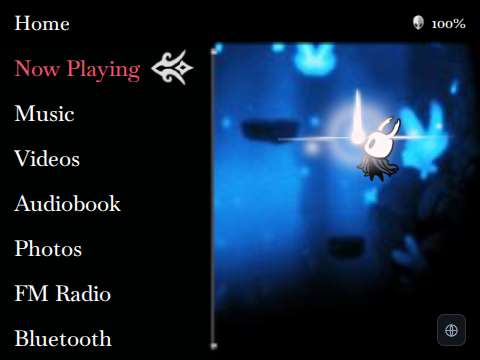 Home
100%
Now Playing
Music
Videos
Audiobook
Photos
FM Radio
Bluetooth